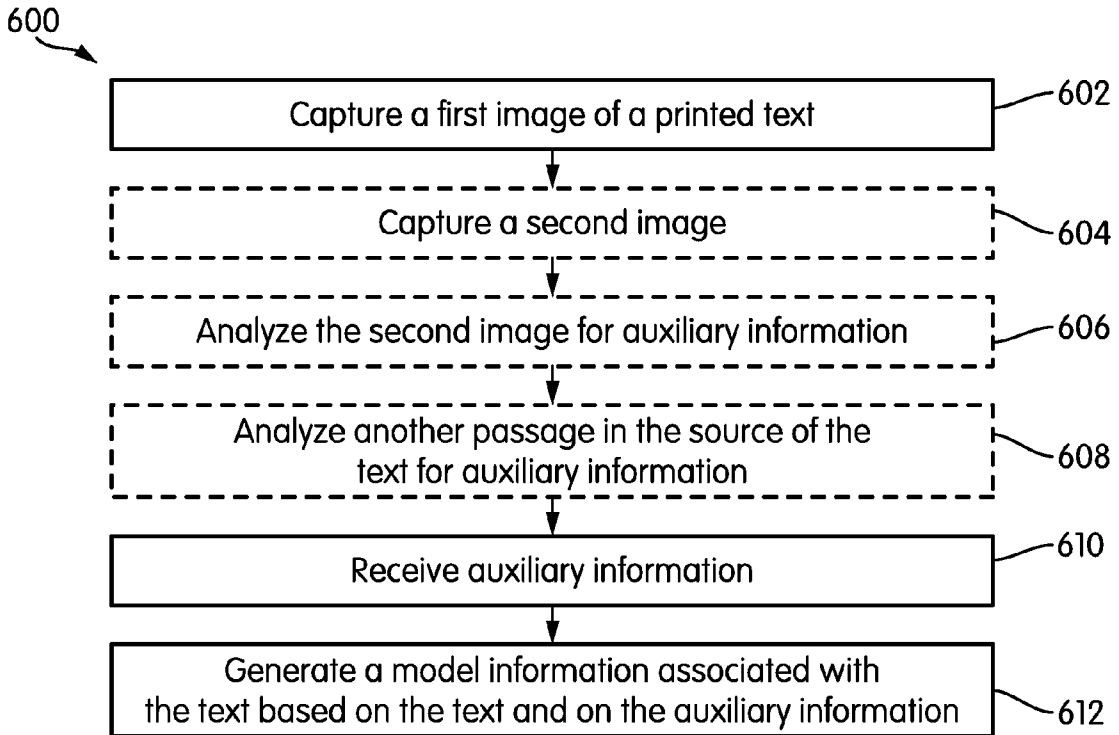 600
Capture a first image of a printed text
602
Capture a second image
604
Analyze the second image for auxiliary information
606
Analyze another passage in the source of the
text for auxiliary information
608
Receive auxiliary information
610
Generate a model information associated with
the text based on the text and on the auxiliary information
612